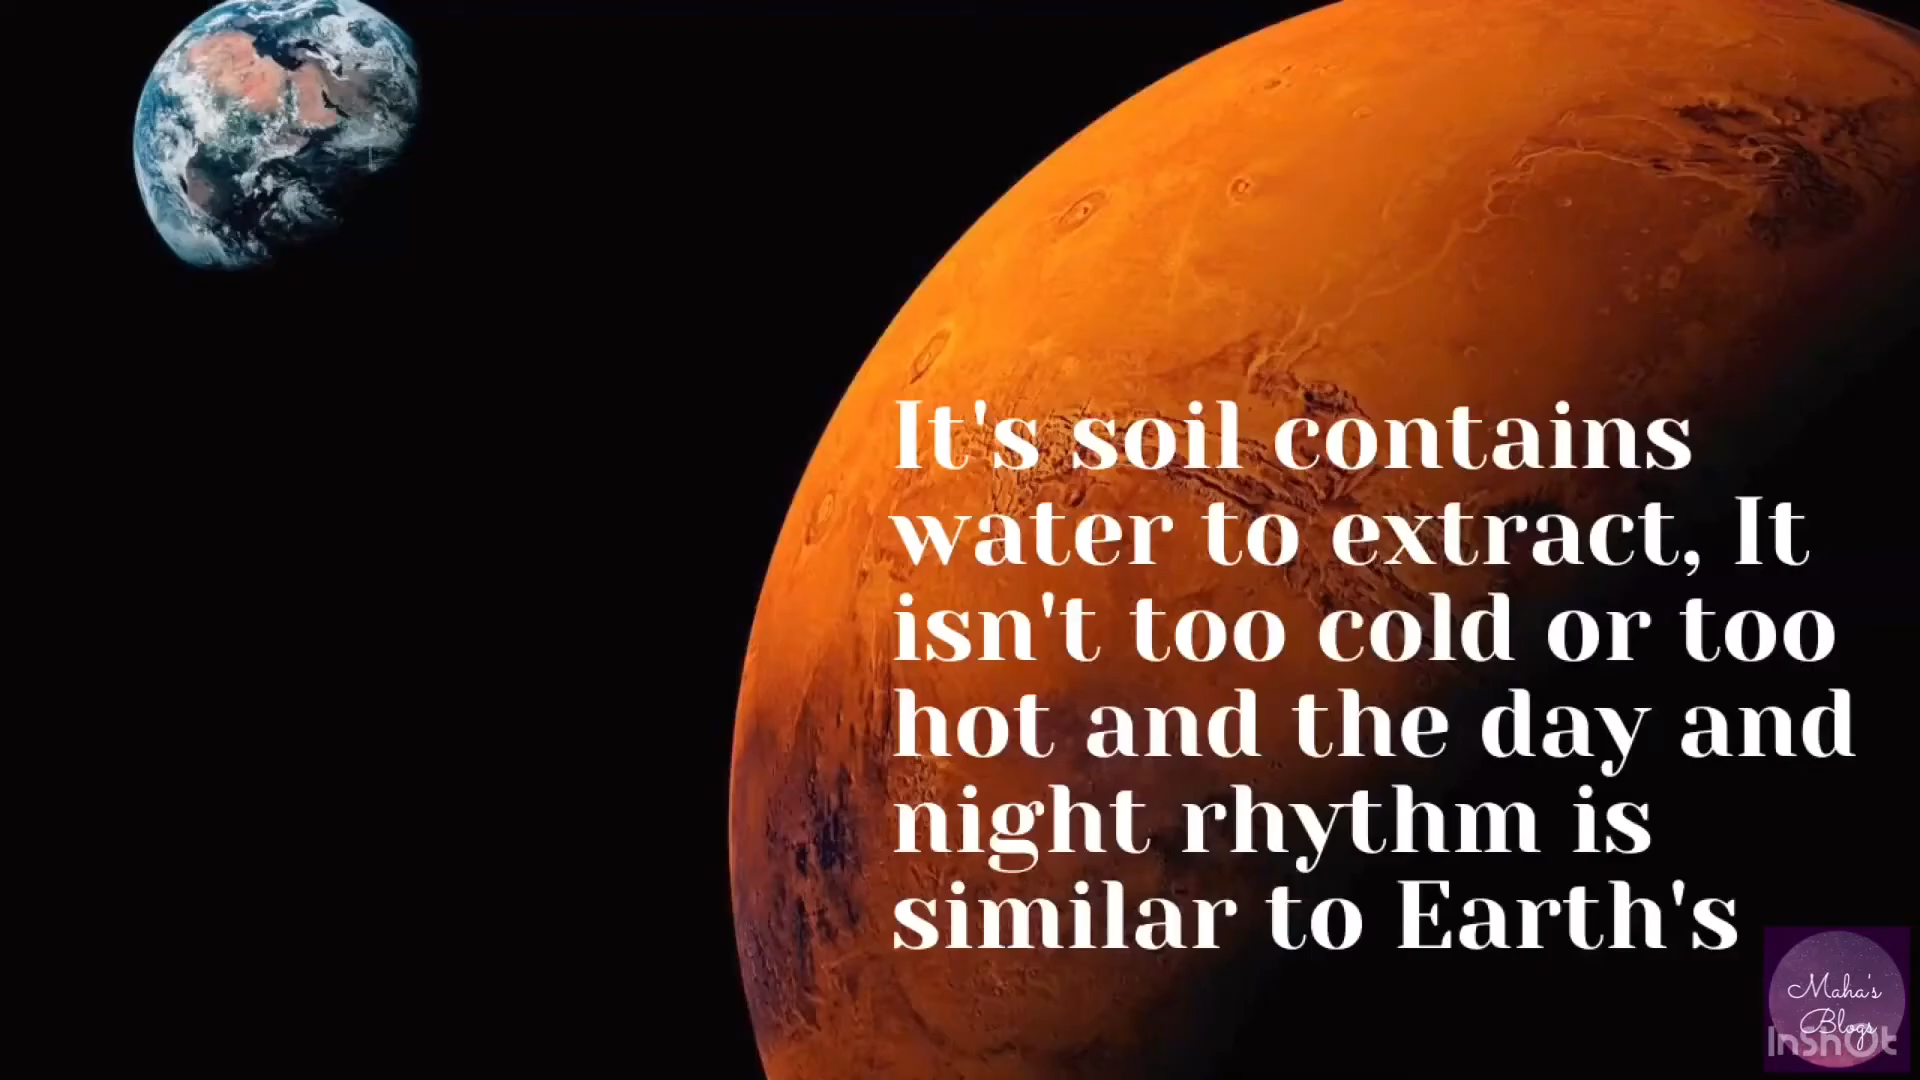 It's soil contains
water to extract, It
isn't too cold or too
hot and the day and
night rhythm is
similar to Earth's
Maha's
Blogs
InShOt